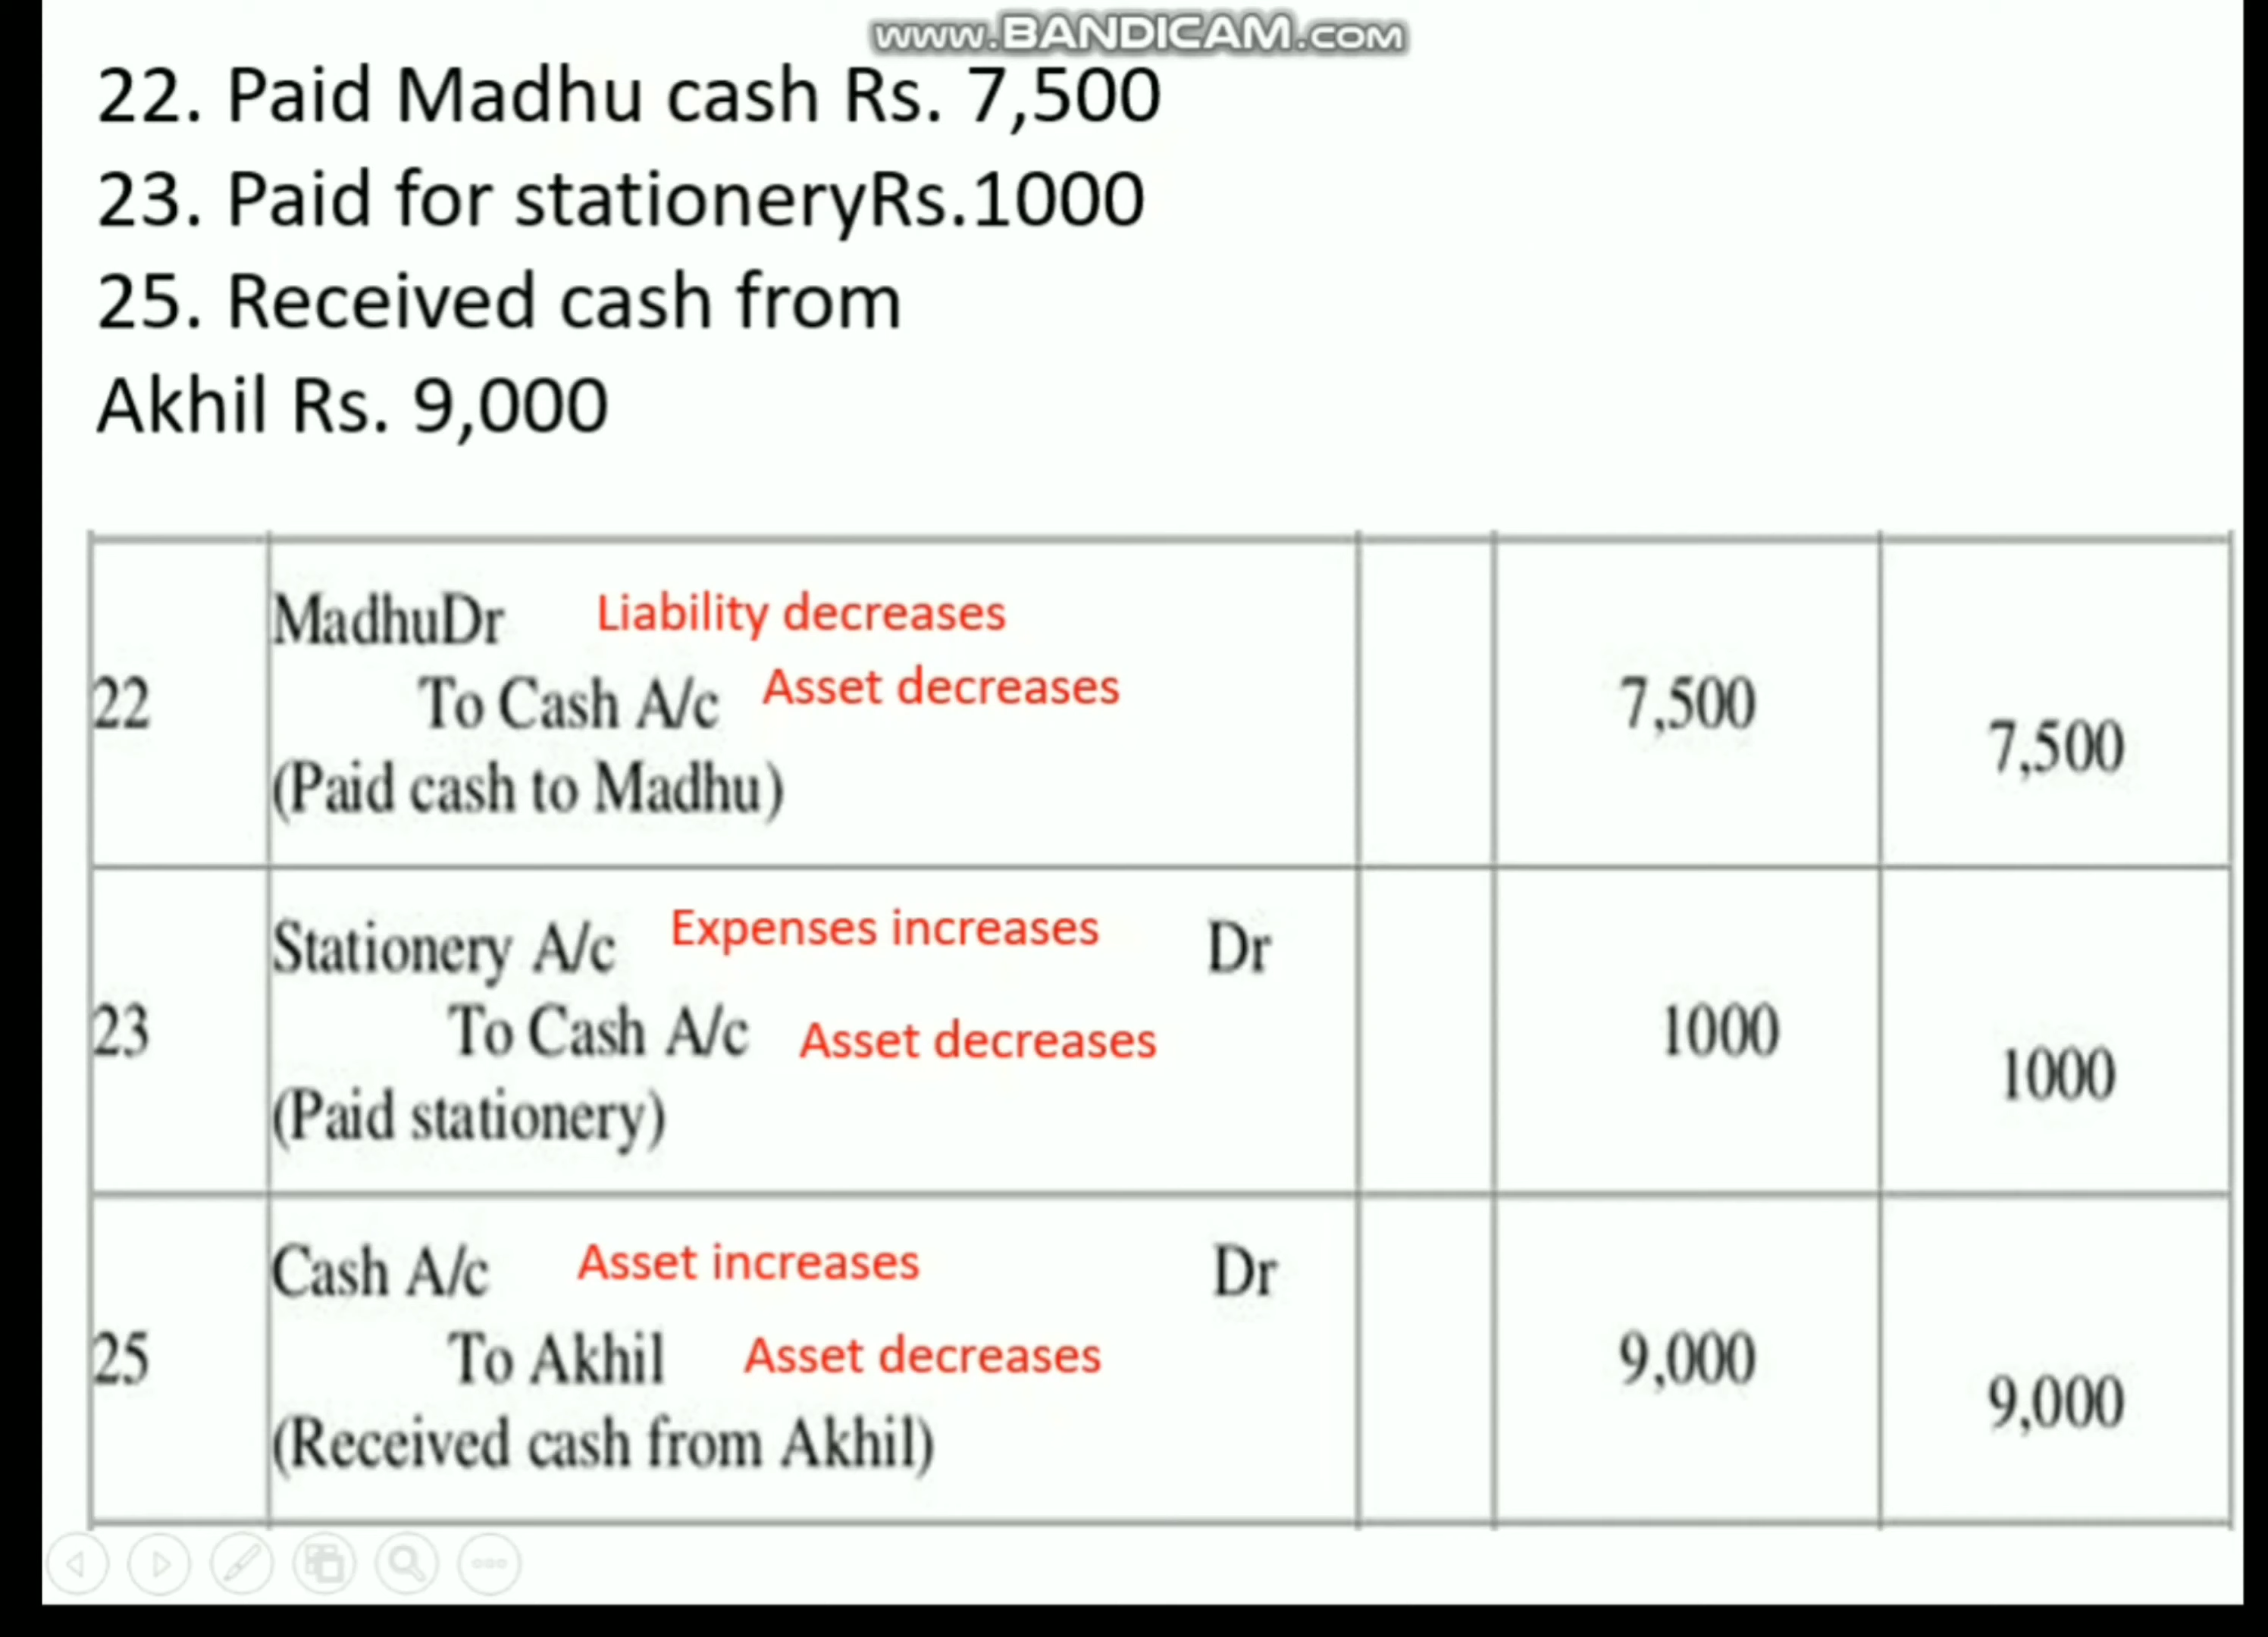 www.BANDICAM.COM
22. Paid Madhu cash Rs. 7,500
23. Paid for stationeryRs.1000
25. Received cash from
Akhil Rs. 9,000
22
MadhuDr Liability decreases
To Cash A/c Asset decreases
(Paid cash to Madhu)
7,500
7,500
23
Stationery A/c Expenses increases Dr
To Cash A/c Asset decreases
(Paid stationery)
1000
1000
25
Cash A/c Asset increases Dr
To Akhil Asset decreases
(Received cash from Akhil)
9,000
9,000